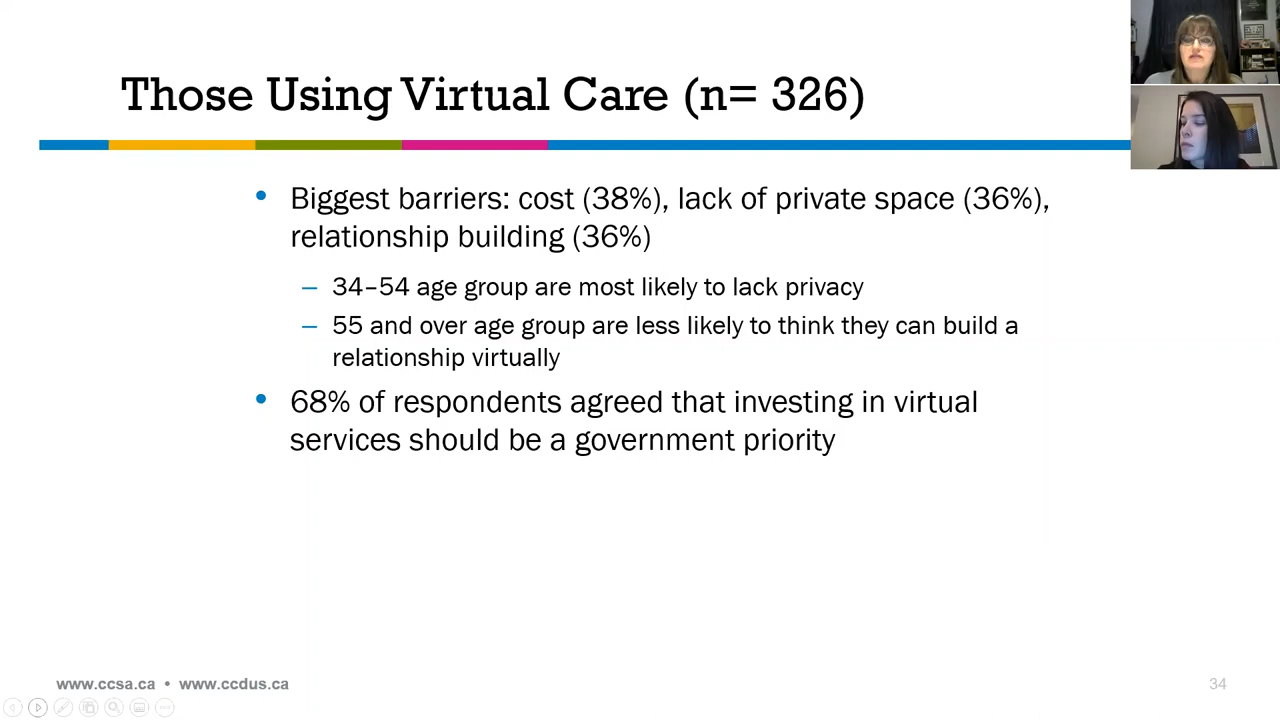 Those Using Virtual Care (n= 326)
• Biggest barriers: cost (38%), lack of private space (36%),
relationship building (36%)
– 34–54 age group are most likely to lack privacy
– 55 and over age group are less likely to think they can build a
relationship virtually
• 68% of respondents agreed that investing in virtual
services should be a government priority
www.ccsa.ca • www.ccdus.ca
34